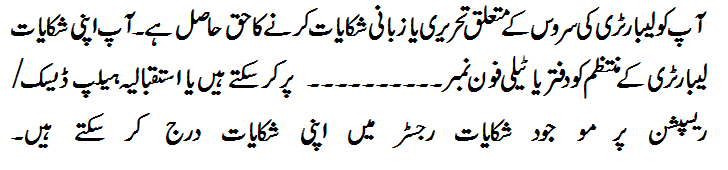 آپ کو لیبارٹری کی سروس کے متعلق تحریری یا زبانی شکایات کرنے کا حق حاصل ہے۔ آپ اپنی شکایات
لیبارٹری کے منتظم کو دفتر یا ٹیلی فون نمبر۔۔۔۔۔۔۔۔۔۔ پر کر سکتے ہیں یا استقبالیہ ہیلپ ڈیسک/
ریسپشن پر مو جود شکایات رجسٹر میں اپنی شکایات درج کر سکتے ہیں۔